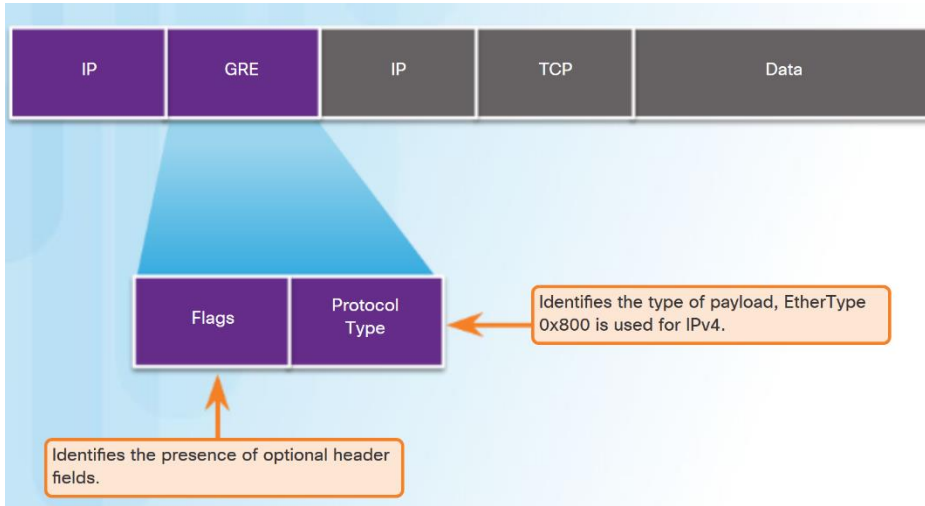 IP
GRE
IP
TCP
Data
Flags
Protocol
Type
Identifies the type of payload, EtherType
0x800 is used for IPv4.
Identifies the presence of optional header
fields.